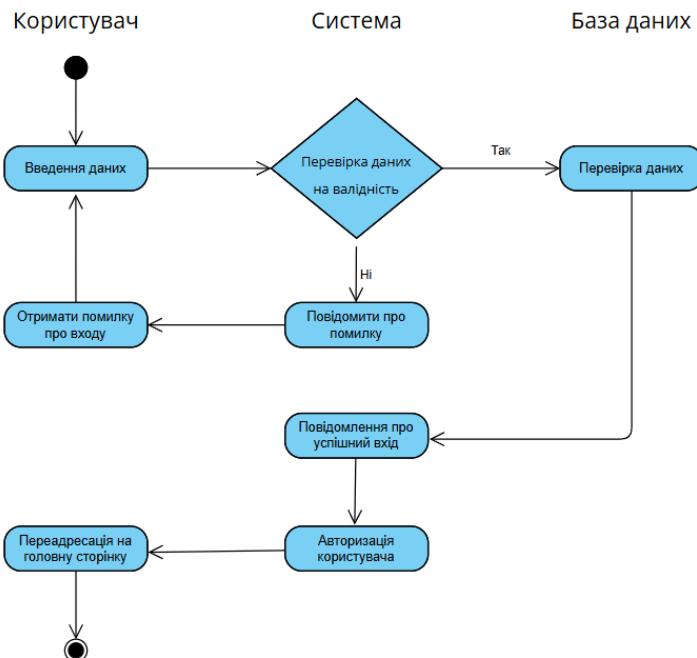 Користувач
Система
База даних
Введення даних
Перевірка даних
на валідність
Так
Перевірка даних
Ні
Отримати помилку
про входу
Повідомити про
помилку
Повідомлення про
успішний вхід
Переадресація на
головну сторінку
Авторизація
користувача